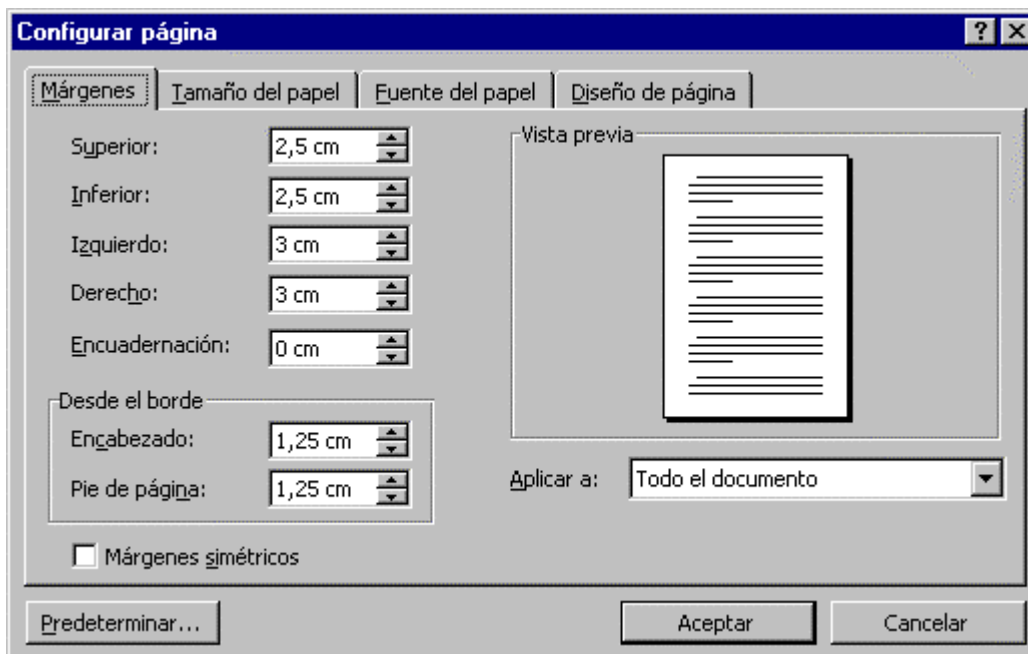 Configurar página
Márgenes Tamaño del papel Fuente del papel Diseño de página
Superior: 2,5 cm
Inferior: 2,5 cm
Izquierdo: 3 cm
Derecho: 3 cm
Encuadernación: 0 cm
Desde el borde
Encabezado: 1,25 cm
Pie de página: 1,25 cm
Márgenes simétricos
Vista previa
Aplicar a: Todo el documento
Predeterminar... Aceptar Cancelar